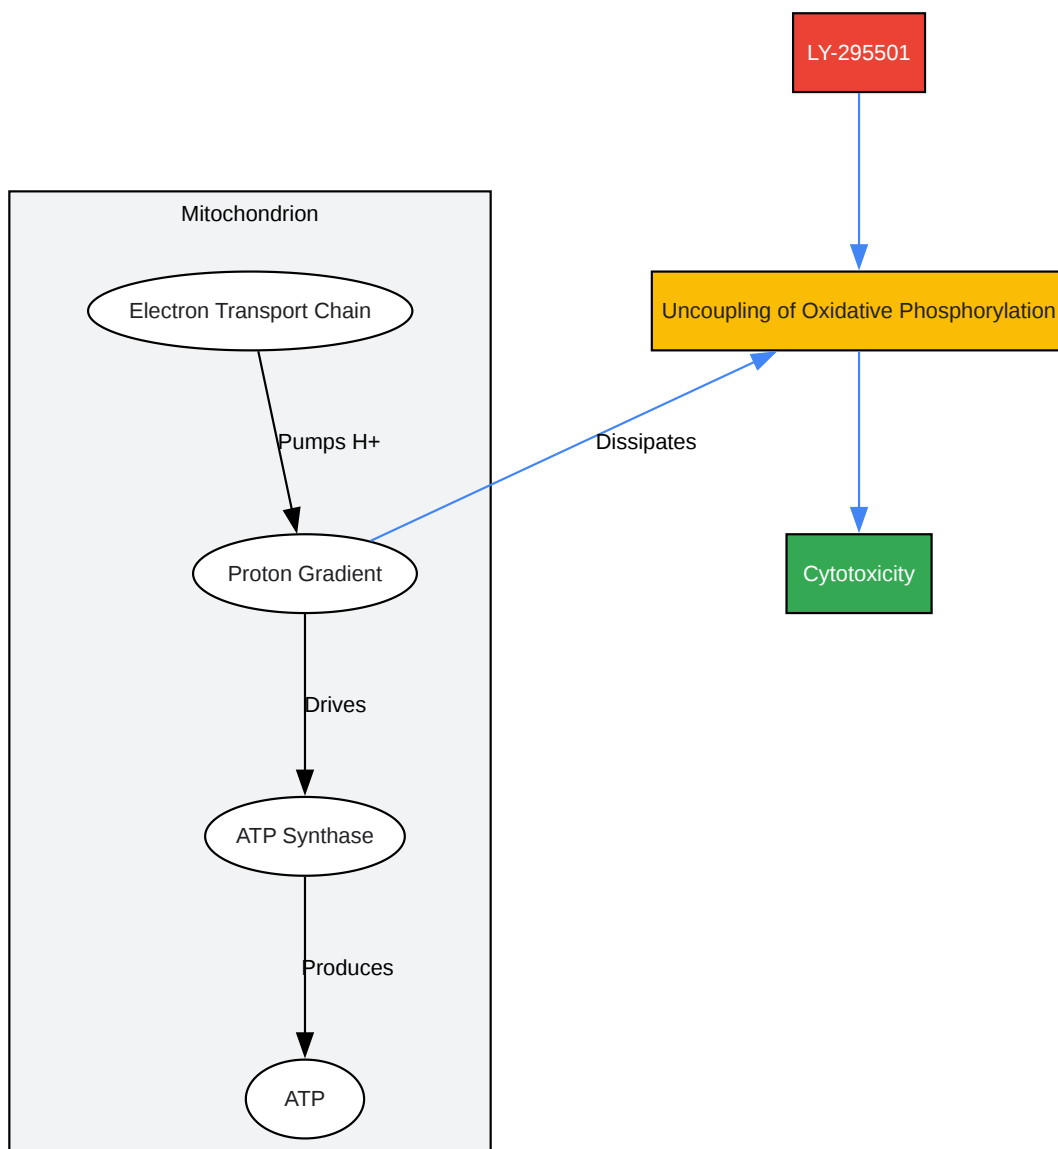 LY-295501
Mitochondrion
Electron Transport Chain
Uncoupling of Oxidative Phosphorylation
Pumps H+
Dissipates
Proton Gradient
Cytotoxicity
Drives
ATP Synthase
Produces
ATP